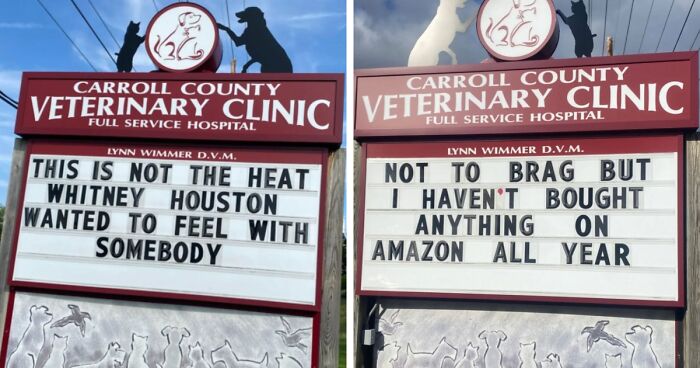 CARROLL COUNTY
VETERINARY CLINIC
FULL SERVICE HOSPITAL
LYNN WIMMER D.V.M.
THIS IS NOT THE HEAT
WHITNEY HOUSTON
WANTED TO FEEL WITH
SOMEBODY
CARROLL COUNTY
VETERINARY CLINIC
FULL SERVICE HOSPITAL
LYNN WIMMER D.V.M.
NOT TO BRAG BUT
I HAVEN'T BOUGHT
ANYTHING ON
AMAZON ALL YEAR